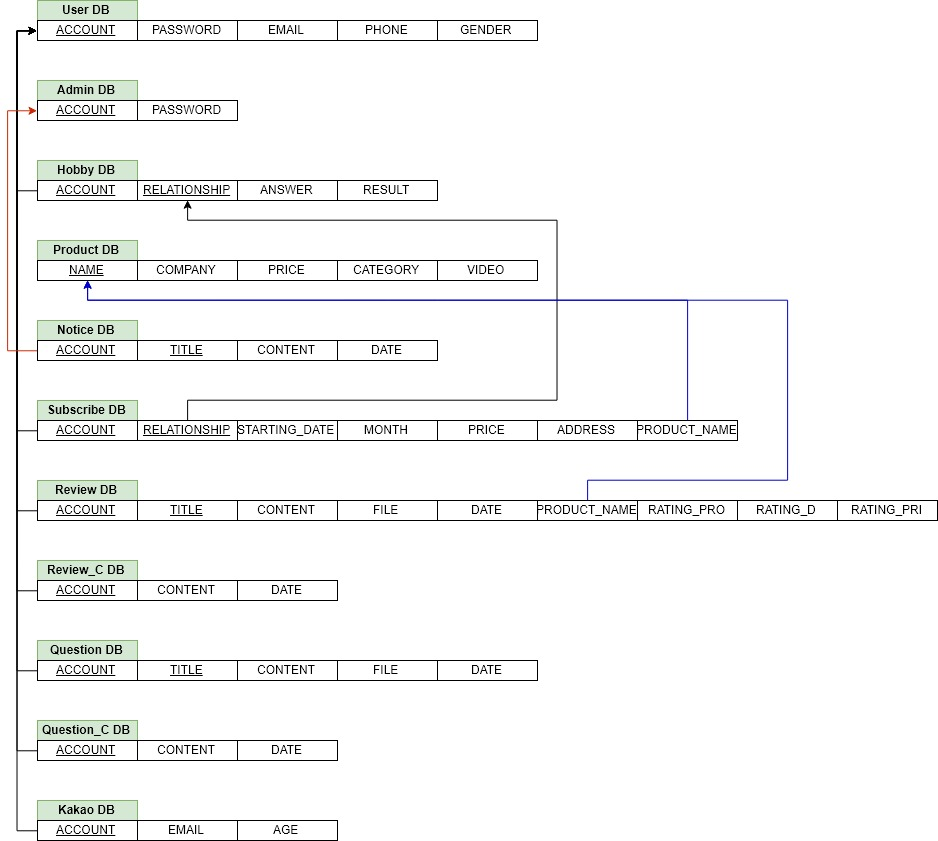 User DB
ACCOUNT PASSWORD EMAIL PHONE GENDER
Admin DB
ACCOUNT PASSWORD
Hobby DB
ACCOUNT RELATIONSHIP ANSWER RESULT
Product DB
NAME COMPANY PRICE CATEGORY VIDEO
Notice DB
ACCOUNT TITLE CONTENT DATE
Subscribe DB
ACCOUNT RELATIONSHIP STARTING_DATE MONTH PRICE ADDRESS PRODUCT_NAME
Review DB
ACCOUNT TITLE CONTENT FILE DATE PRODUCT_NAME RATING_PRO RATING_D RATING_PRI
Review_C DB
ACCOUNT CONTENT DATE
Question DB
ACCOUNT TITLE CONTENT FILE DATE
Question_C DB
ACCOUNT CONTENT DATE
Kakao DB
ACCOUNT EMAIL AGE